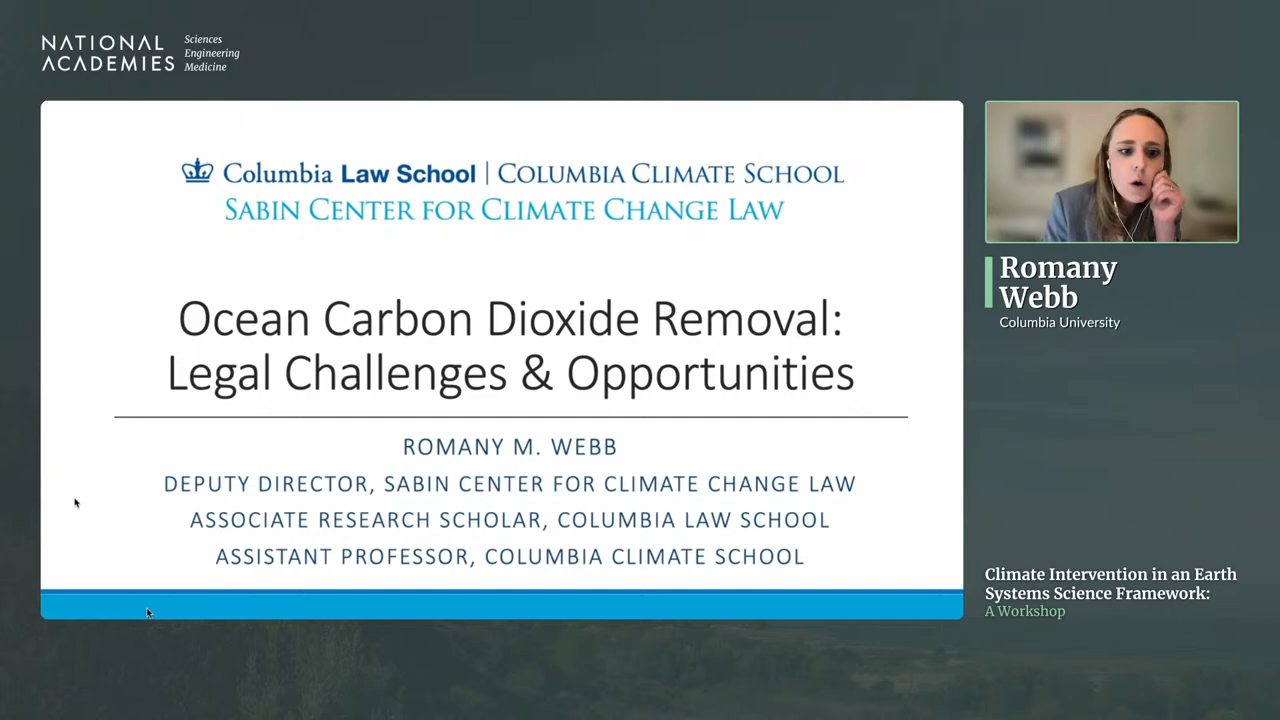 NATIONAL
ACADEMIES
Sciences
Engineering
Medicine
Columbia Law School | COLUMBIA CLIMATE SCHOOL
SABIN CENTER FOR CLIMATE CHANGE LAW
Ocean Carbon Dioxide Removal:
Legal Challenges & Opportunities
ROMANY M. WEBB
DEPUTY DIRECTOR, SABIN CENTER FOR CLIMATE CHANGE LAW
ASSOCIATE RESEARCH SCHOLAR, COLUMBIA LAW SCHOOL
ASSISTANT PROFESSOR, COLUMBIA CLIMATE SCHOOL
Romany
Webb
Columbia University
Climate Intervention in an Earth
Systems Science Framework:
A Workshop